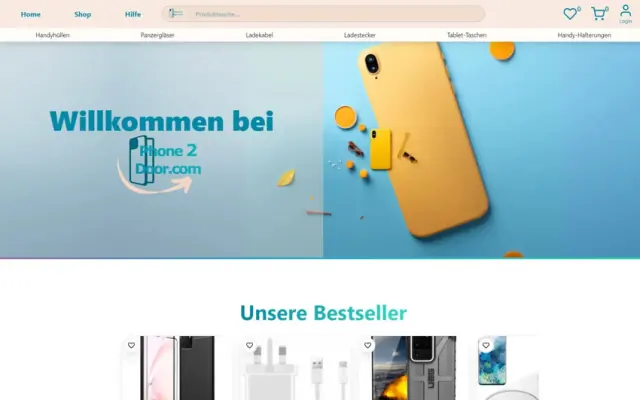 Home
Shop
Hilfe
Produktsuche...
0
0
Login
Handyhüllen
Panzergläser
Ladekabel
Ladestecker
Tablet-Taschen
Handy-Halterungen
Willkommen bei
Phone 2
Door.com
Unsere Bestseller